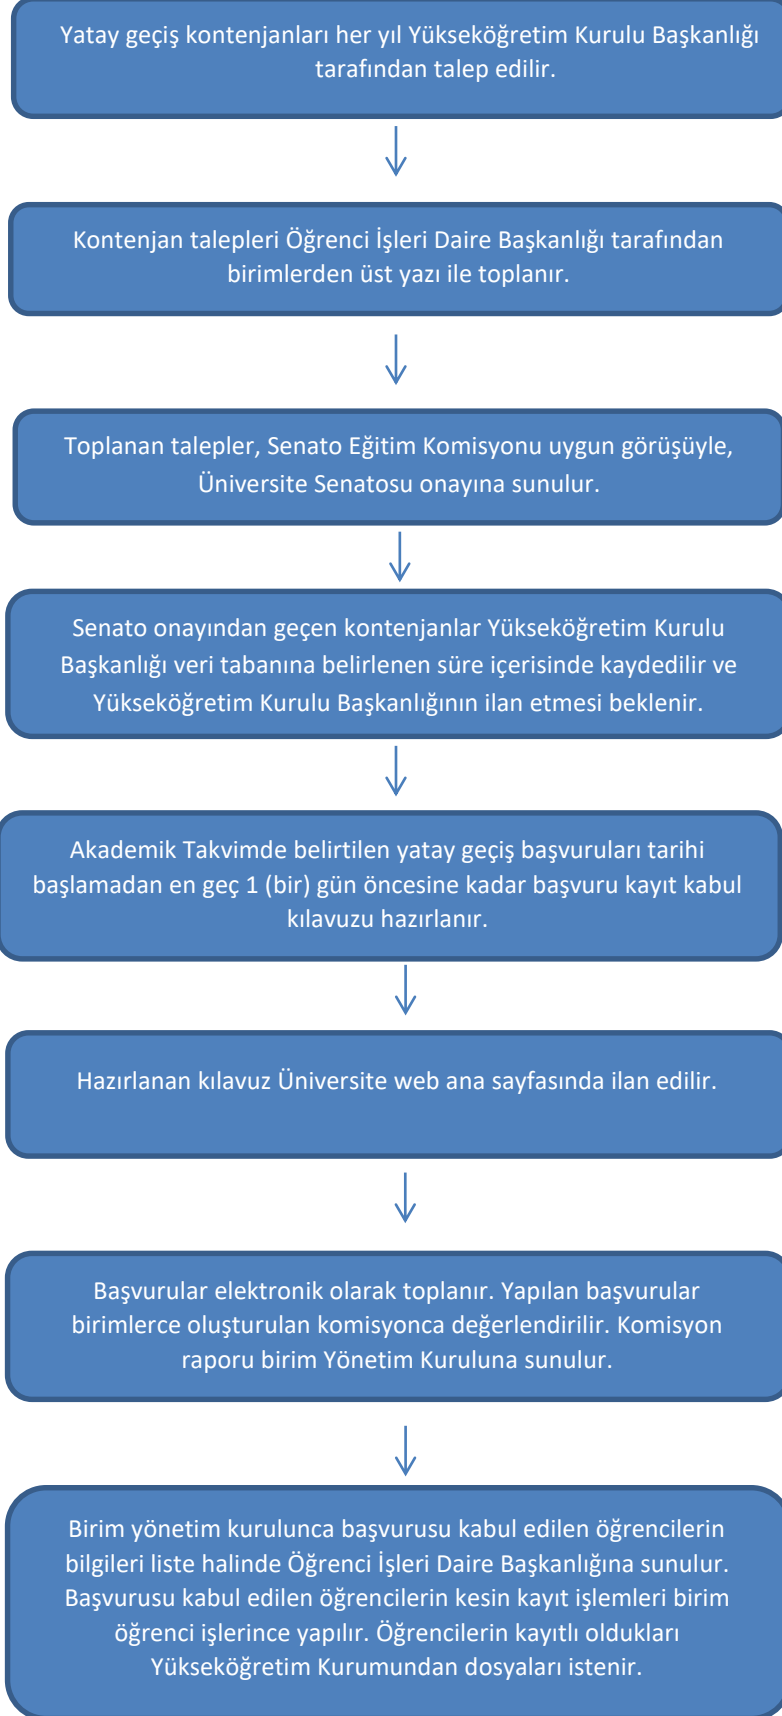 Yatay geçiş kontenjanları her yıl Yükseköğretim Kurulu Başkanlığı
tarafından talep edilir.
Kontenjan talepleri Öğrenci İşleri Daire Başkanlığı tarafından
birimlerden üst yazı ile toplanır.
Toplanan talepler, Senato Eğitim Komisyonu uygun görüşüyle,
Üniversite Senatosu onayına sunulur.
Senato onayından geçen kontenjanlar Yükseköğretim Kurulu
Başkanlığı veri tabanına belirlenen süre içerisinde kaydedilir ve
Yükseköğretim Kurulu Başkanlığının ilan etmesi beklenir.
Akademik Takvimde belirtilen yatay geçiş başvuruları tarihi
başlamadan en geç 1 (bir) gün öncesine kadar başvuru kayıt kabul
kılavuzu hazırlanır.
Hazırlanan kılavuz Üniversite web ana sayfasında ilan edilir.
Başvurular elektronik olarak toplanır. Yapılan başvurular
birimlerce oluşturulan komisyonca değerlendirilir. Komisyon
raporu birim Yönetim Kuruluna sunulur.
Birim yönetim kurulunca başvurusu kabul edilen öğrencilerin
bilgileri liste halinde Öğrenci İşleri Daire Başkanlığına sunulur.
Başvurusu kabul edilen öğrencilerin kesin kayıt işlemleri birim
öğrenci işlerince yapılır. Öğrencilerin kayıtlı oldukları
Yükseköğretim Kurumundan dosyaları istenir.